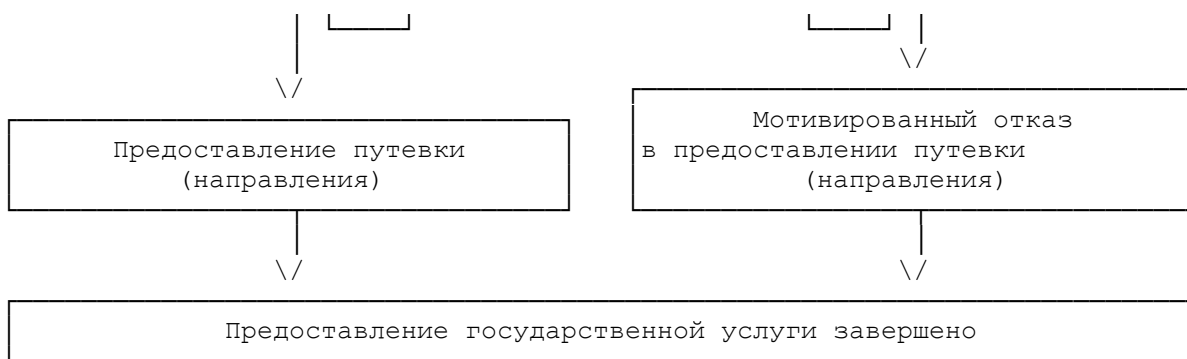 Предоставление путевки
(направления)
Мотивированный отказ
в предоставлении путевки
(направления)
Предоставление государственной услуги завершено